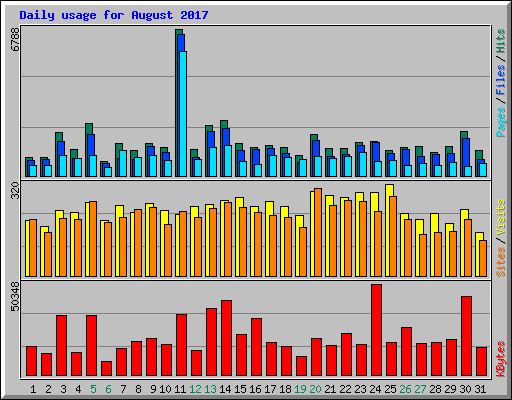 Daily usage for August 2017
6788
Pages / Files / Hits
320
Sites / Visits
50348
KBytes
1 2 3 4 5 6 7 8 9 10 11 12 13 14 15 16 17 18 19 20 21 22 23 24 25 26 27 28 29 30 31